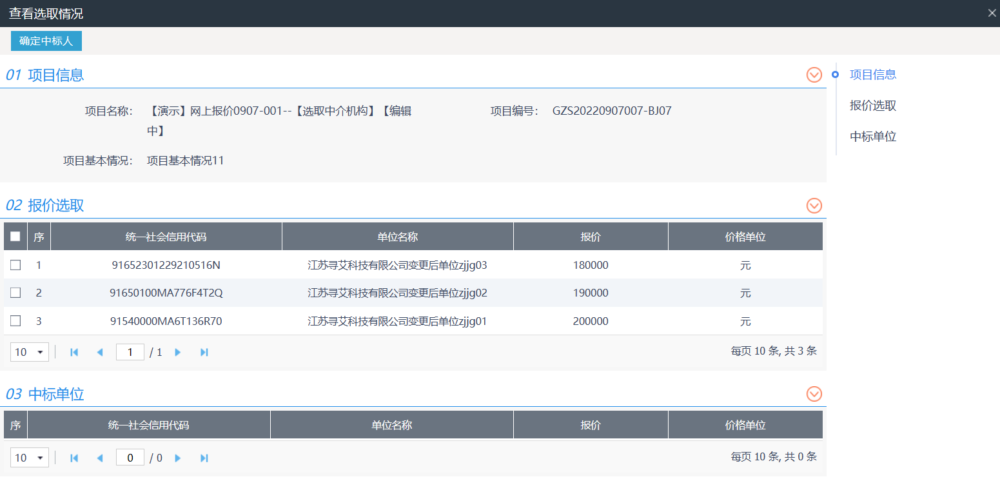 查看选取情况
确定中标人
01 项目信息
项目名称： 【演示】网上报价0907-001--【选取中介机构】【编辑
中】
项目编号： GZS20220907007-BJ07
项目基本情况： 项目基本情况11
项目信息
报价选取
中标单位
02 报价选取
序 统一社会信用代码 单位名称 报价 价格单位
1 91652301229210516N 江苏寻艾科技有限公司变更后单位zjjg03 180000 元
2 91650100MA776F4T2Q 江苏寻艾科技有限公司变更后单位zjjg02 190000 元
3 91540000MA6T136R70 江苏寻艾科技有限公司变更后单位zjjg01 200000 元
10 1 / 1 每页 10 条, 共 3 条
03 中标单位
序 统一社会信用代码 单位名称 报价 价格单位
10 0 / 0 每页 10 条, 共 0 条